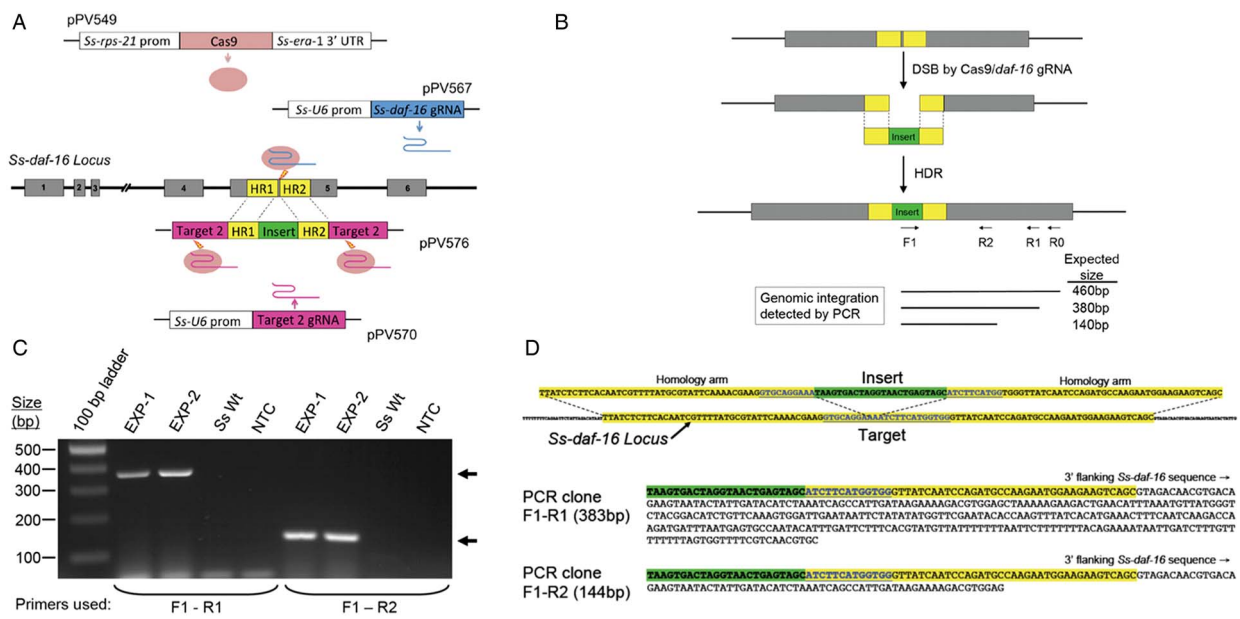 A
pPV549
Ss-rps-21 prom
Cas9
Ss-era-1 3' UTR
pPV567
Ss-U6 prom
Ss-daf-16 gRNA
Ss-daf-16 Locus
1
2
3
4
HR1
HR2
5
6
Target 2
HR1
Insert
HR2
Target 2
pPV576
Ss-U6 prom
Target 2 gRNA
pPV570
B
DSB by Cas9/daf-16 gRNA
Insert
HDR
Insert
F1
R2
R1
R0
Expected
size
Genomic integration
detected by PCR
460bp
380bp
140bp
C
Size
(bp)
100 bp ladder
EXP-1
EXP-2
Ss Wt
NTC
EXP-1
EXP-2
Ss Wt
NTC
500
400
300
200
100
Primers used:
F1 - R1
F1 – R2
D
Homology arm
Insert
Homology arm
TTATCTCTTCACAATCGTTTTATGCGTATTCAAAACGAAGGTGCAGGAAATAAGTGACTAGGTAACTGAGTAGCATCTTCATGGTGGGTTATCAATCCAGATGCCAAGAATGGAAGAAGTCAGC
TTATCTCTTCACAATCGTTTTATGCGTATTCAAAACGAAGGTGCAGGAAAATCTTCATGGTGGGTTATCAATCCAGATGCCAAGAATGGAAGAAGTCAGC
Ss-daf-16 Locus
Target
3' flanking Ss-daf-16 sequence →
PCR clone
F1-R1 (383bp)
TAAGTGACTAGGTAACTGAGTAGCATCTTCATGGTGGGTTATCAATCCAGATGCCAAGAATGGAAGAAGTCAGCGTAGACAACGTGACA
GAAGTAATACTATTGATACATCTAAATCAGCCATTGATAAGAAAGACGTGGAGCTAAAAAGAAGACTGAACATTTAAATGTTATGGGT
CTACGGACATCTGTTCAAAGTGGATTGAATAATTCTATATATGGTTCGAATGAATACACCAAGTTTATCACATGAAACTTTCAATCAAGACCA
AGATGATTTAATGAGTGCCAATACATTTGATTCTTTCACGTATGTTATTTTTTTAATTCTTTTTTTACAGAAAATAATTGATCTTTGTT
TTTTTTAGTGGTTTTCGTCAACGTGC
3' flanking Ss-daf-16 sequence →
PCR clone
F1-R2 (144bp)
TAAGTGACTAGGTAACTGAGTAGCATCTTCATGGTGGGTTATCAATCCAGATGCCAAGAATGGAAGAAGTCAGCGTAGACAACGTGACA
GAAGTAATACTATTGATACATCTAAATCAGCCATTGATAAGAAAAGACGTGGAG